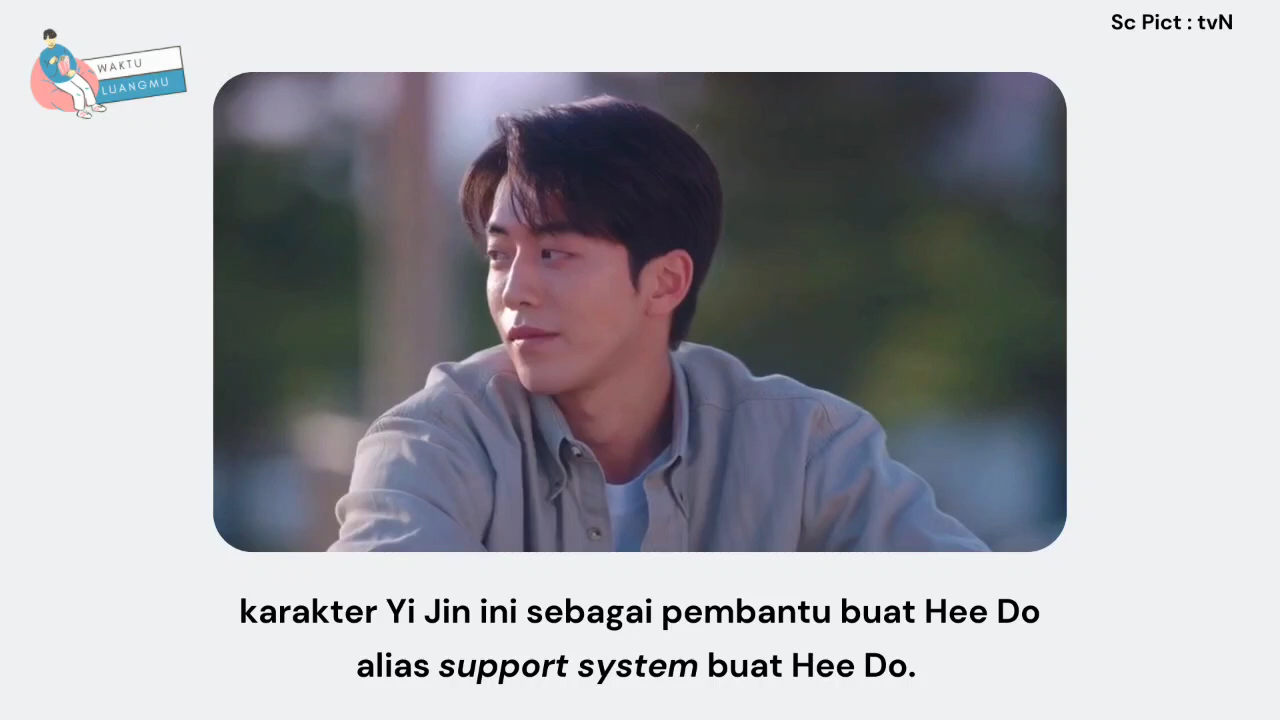 Sc Pict : tvN
WAKTU
LUANGMU
karakter Yi Jin ini sebagai pembantu buat Hee Do
alias support system buat Hee Do.